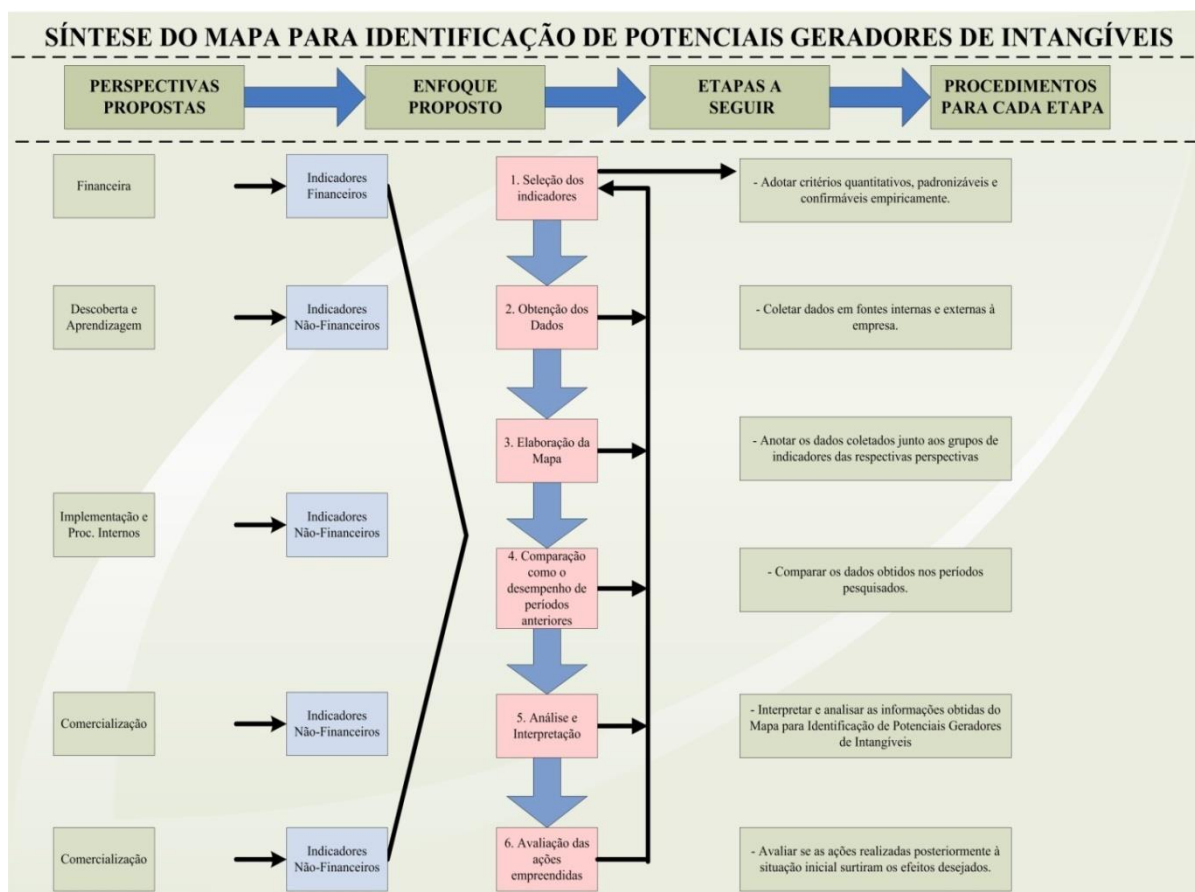 SÍNTESE DO MAPA PARA IDENTIFICAÇÃO DE POTENCIAIS GERADORES DE INTANGÍVEIS
PERSPECTIVAS
PROPOSTAS
ENFOQUE
PROPOSTO
ETAPAS A
SEGUIR
PROCEDIMENTOS
PARA CADA ETAPA
Financeira
Indicadores
Financeiros
1. Seleção dos
indicadores
- Adotar critérios quantitativos, padronizáveis e
confirmáveis empiricamente.
Descoberta e
Aprendizagem
Indicadores
Não-Financeiros
2. Obtenção dos
Dados
- Coletar dados em fontes internas e externas à
empresa.
3. Elaboração da
Mapa
- Anotar os dados coletados junto aos grupos de
indicadores das respectivas perspectivas
Implementação e
Proc. Internos
Indicadores
Não-Financeiros
4. Comparação
como o
desempenho de
períodos
anteriores
- Comparar os dados obtidos nos períodos
pesquisados.
Comercialização
Indicadores
Não-Financeiros
5. Análise e
Interpretação
- Interpretar e analisar as informações obtidas do
Mapa para Identificação de Potenciais Geradores
de Intangíveis
Comercialização
Indicadores
Não-Financeiros
6. Avaliação das
ações
empreendidas
- Avaliar se as ações realizadas posteriormente à
situação inicial surtiram os efeitos desejados.